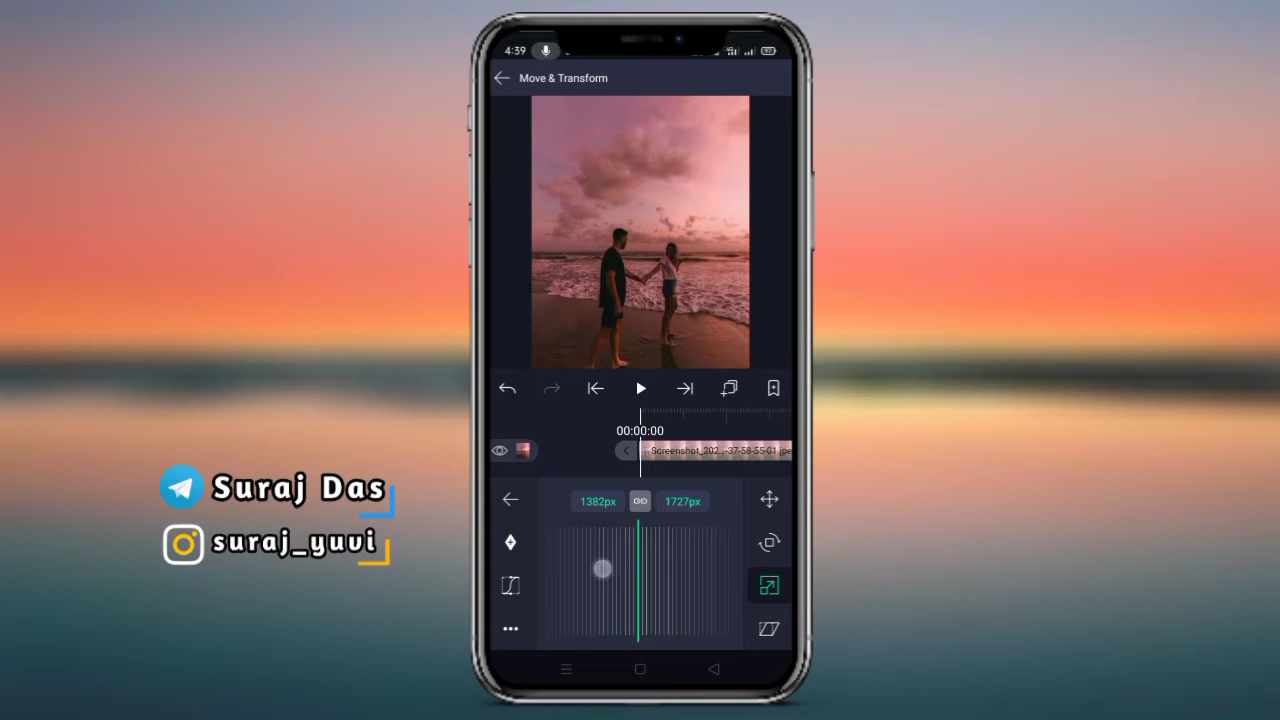 4:39
Move & Transform
00:00:00
Screenshot_202...-37-58-55-01.jpe
1382px 1727px
Suraj Das
suraj_yuvi